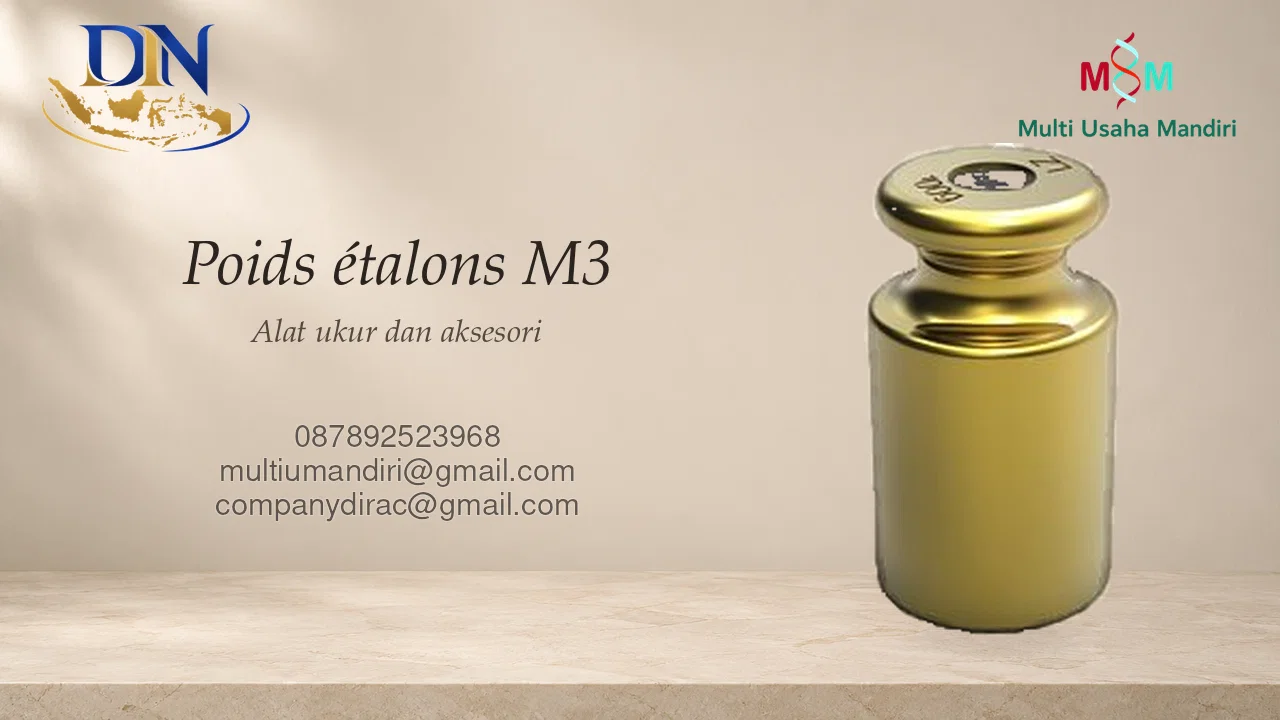 DN
M M
Multi Usaha Mandiri
Poids étalons M3
Alat ukur dan aksesori
087892523968
multiumandiri@gmail.com
companydirac@gmail.com